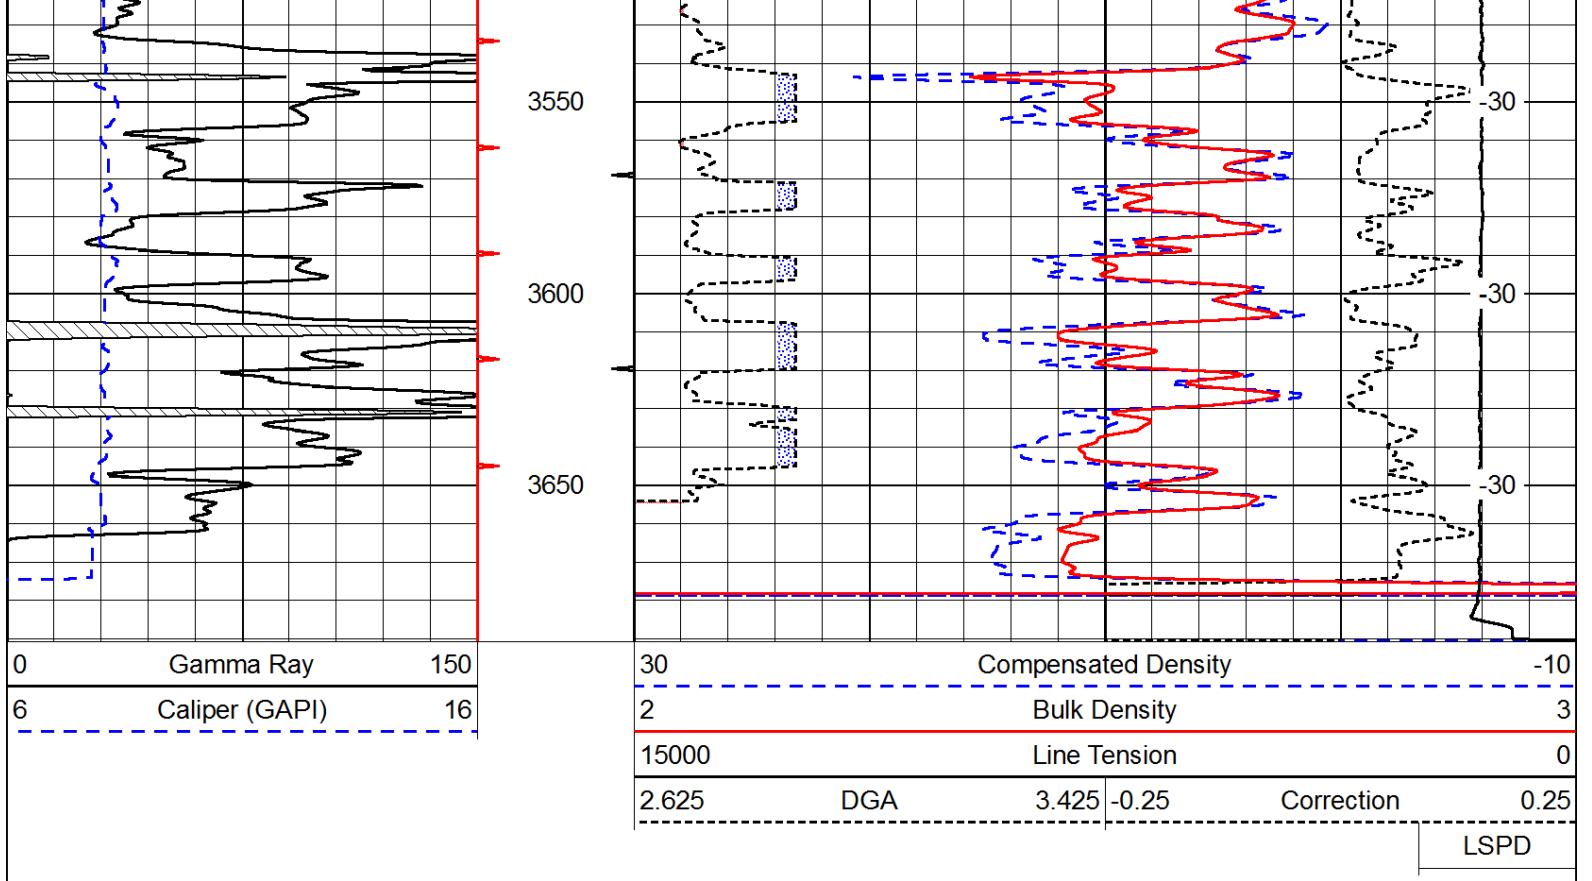 3550 -30
3600 -30
3650 -30
0 Gamma Ray 150
30 Compensated Density -10
6 Caliper (GAPI) 16
2 Bulk Density 3
15000 Line Tension 0
2.625 DGA 3.425 -0.25 Correction 0.25
LSPD